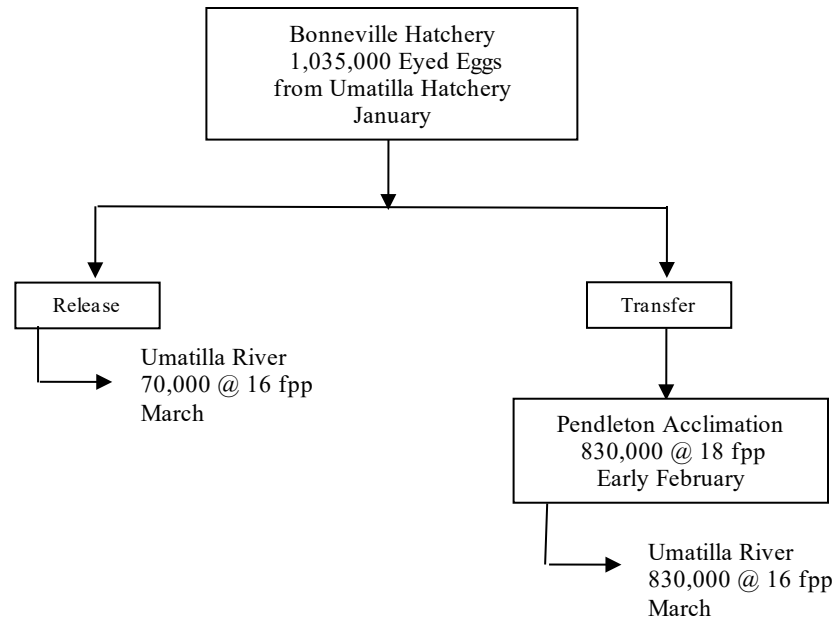 Bonneville Hatchery
1,035,000 Eyed Eggs
from Umatilla Hatchery
January
Release
Transfer
Umatilla River
70,000 @ 16 fpp
March
Pendleton Acclimation
830,000 @ 18 fpp
Early February
Umatilla River
830,000 @ 16 fpp
March